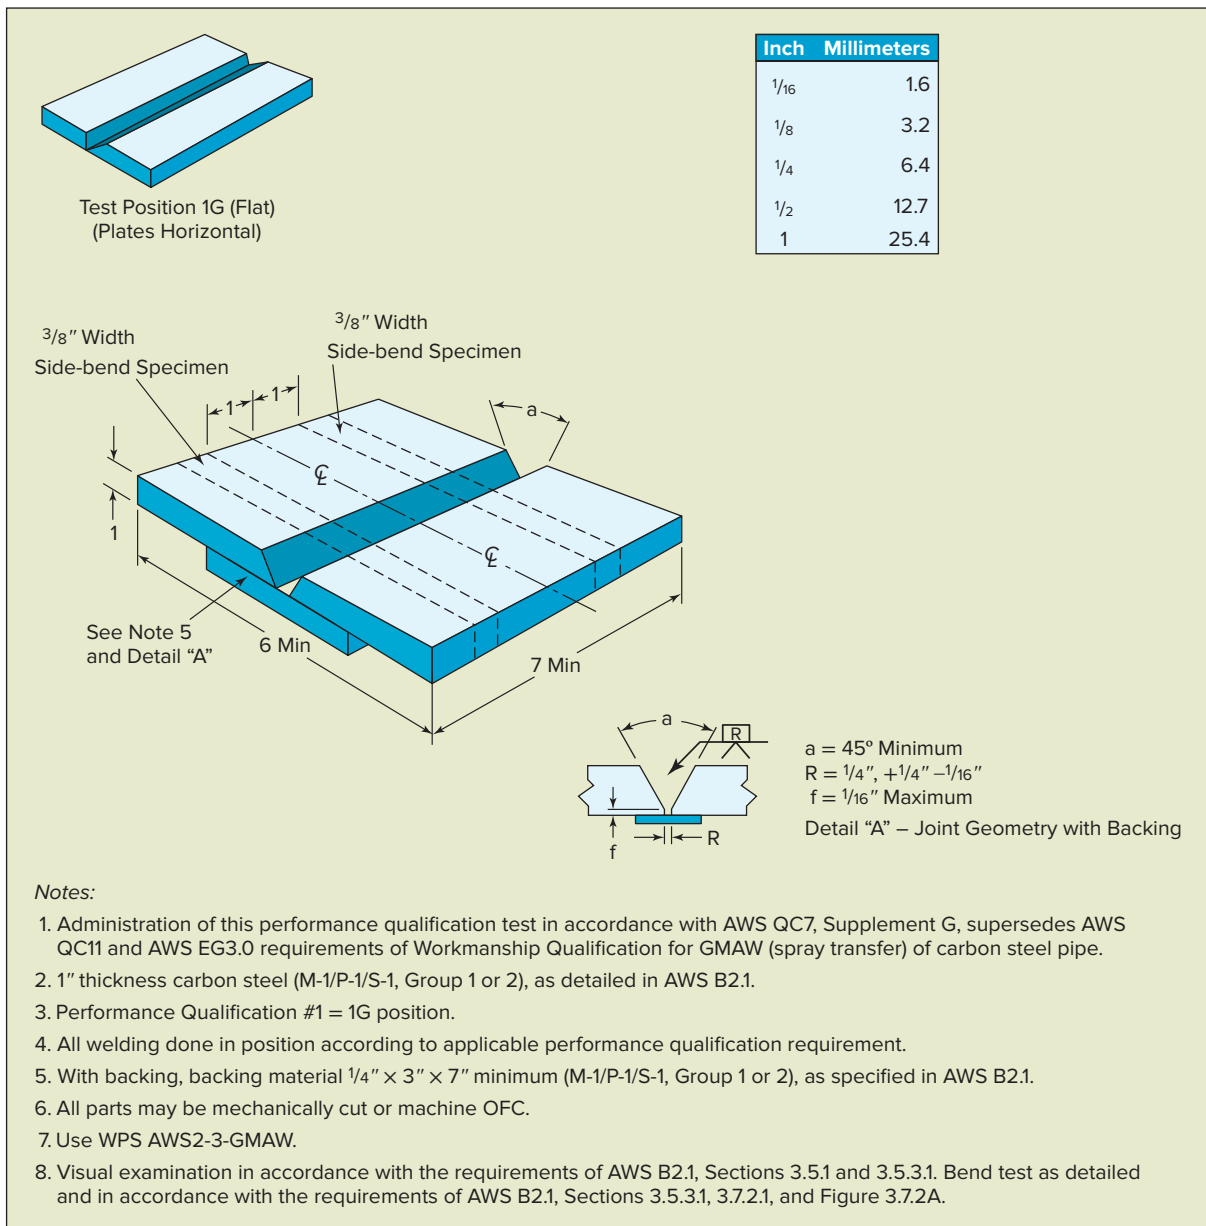 Test Position 1G (Flat)
(Plates Horizontal)
Inch Millimeters
1/16 1.6
1/8 3.2
1/4 6.4
1/2 12.7
1 25.4
3/8″ Width
Side-bend Specimen
3/8″ Width
Side-bend Specimen
1
1
a
℄
1
℄
See Note 5
and Detail “A”
6 Min
7 Min
a
R
f
R
a = 45° Minimum
R = 1/4″, +1/4″ –1/16″
f = 1/16″ Maximum
Detail “A” – Joint Geometry with Backing
Notes:
1. Administration of this performance qualification test in accordance with AWS QC7, Supplement G, supersedes AWS
QC11 and AWS EG3.0 requirements of Workmanship Qualification for GMAW (spray transfer) of carbon steel pipe.
2. 1″ thickness carbon steel (M-1/P-1/S-1, Group 1 or 2), as detailed in AWS B2.1.
3. Performance Qualification #1 = 1G position.
4. All welding done in position according to applicable performance qualification requirement.
5. With backing, backing material 1/4″ × 3″ × 7″ minimum (M-1/P-1/S-1, Group 1 or 2), as specified in AWS B2.1.
6. All parts may be mechanically cut or machine OFC.
7. Use WPS AWS2-3-GMAW.
8. Visual examination in accordance with the requirements of AWS B2.1, Sections 3.5.1 and 3.5.3.1. Bend test as detailed
and in accordance with the requirements of AWS B2.1, Sections 3.5.3.1, 3.7.2.1, and Figure 3.7.2A.